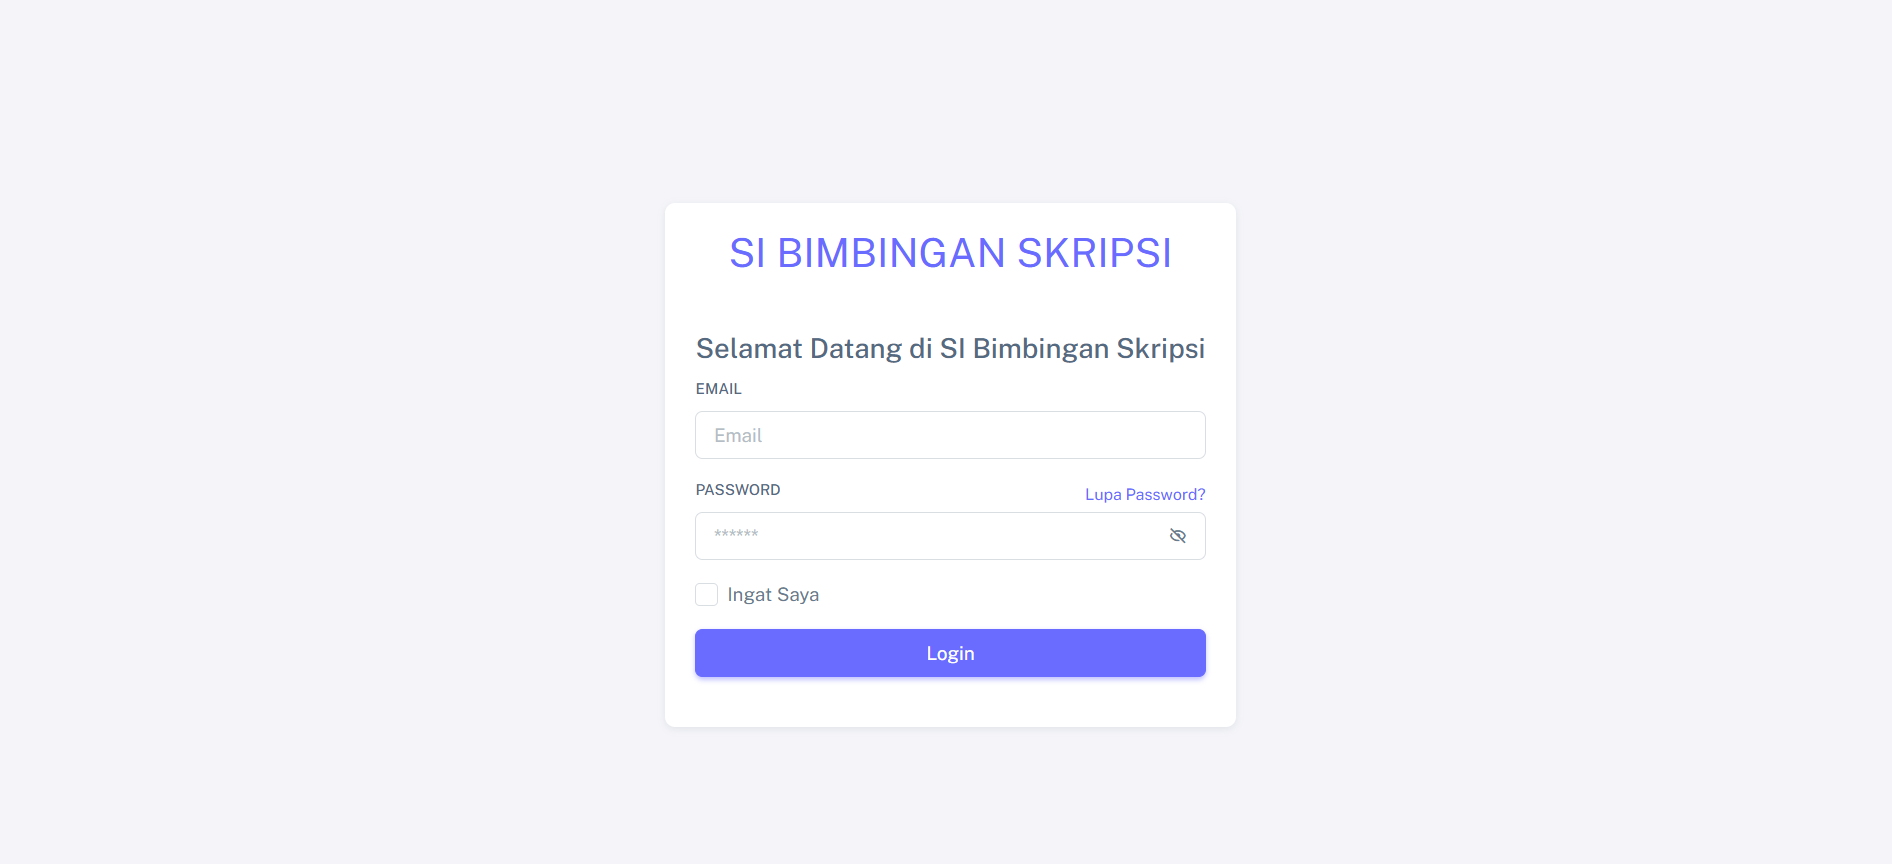 SI BIMBINGAN SKRIPSI
Selamat Datang di SI Bimbingan Skripsi
EMAIL
Email
PASSWORD
Lupa Password?
******
Ingat Saya
Login